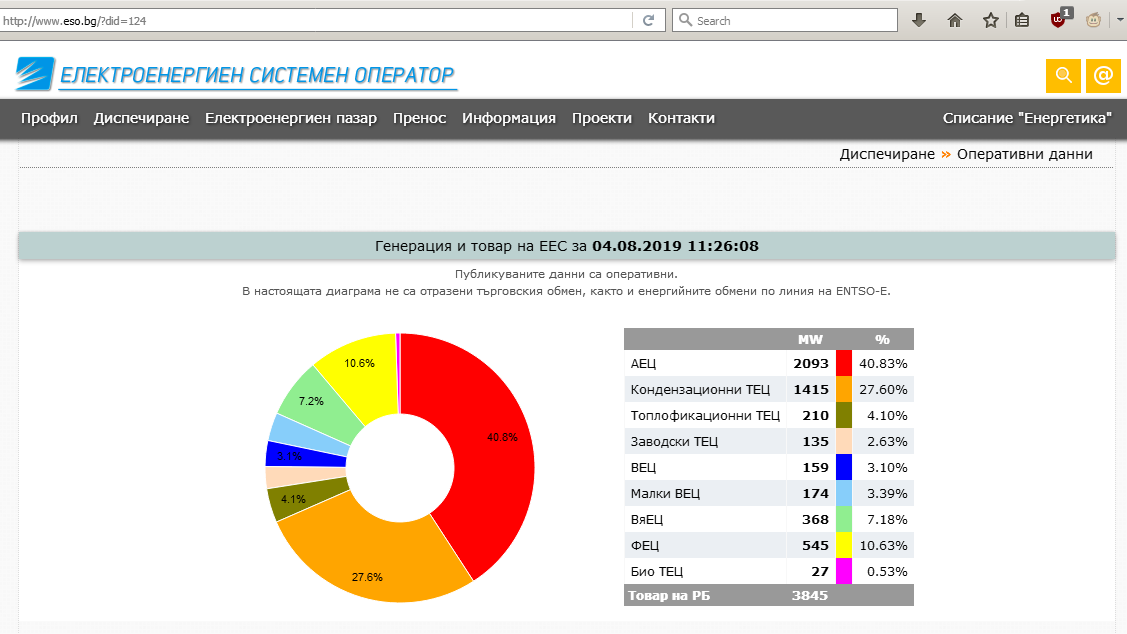 http://www.eso.bg/?did=124
Search
1
ЕЛЕКТРОЕНЕРГИЕН СИСТЕМЕН ОПЕРАТОР
@
Профил Диспечиране Електроенергиен пазар Пренос Информация Проекти Контакти Списание "Енергетика"
Диспечиране » Оперативни данни
Генерация и товар на ЕЕС за 04.08.2019 11:26:08
Публикуваните данни са оперативни.
В настоящата диаграма не са отразени търговския обмен, както и енергийните обмени по линия на ENTSO-E.
10.6%
7.2%
40.8%
3.1%
4.1%
27.6%
MW %
АЕЦ 2093 40.83%
Кондензационни ТЕЦ 1415 27.60%
Топлофикационни ТЕЦ 210 4.10%
Заводски ТЕЦ 135 2.63%
ВЕЦ 159 3.10%
Малки ВЕЦ 174 3.39%
ВяЕЦ 368 7.18%
ФЕЦ 545 10.63%
Био ТЕЦ 27 0.53%
Товар на РБ 3845